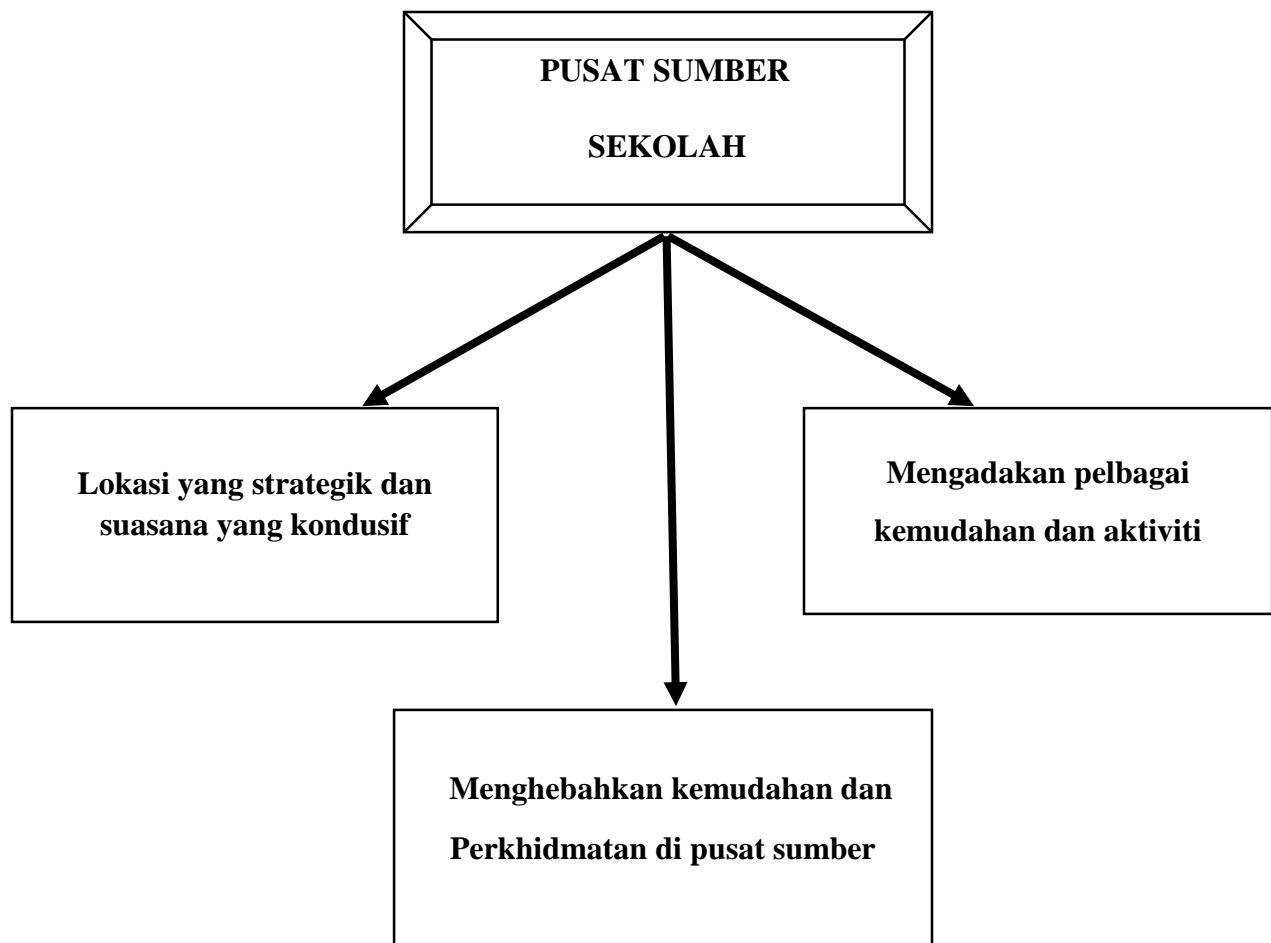 PUSAT SUMBER
SEKOLAH
Lokasi yang strategik dan
suasana yang kondusif
Mengadakan pelbagai
kemudahan dan aktiviti
Menghebahkan kemudahan dan
Perkhidmatan di pusat sumber